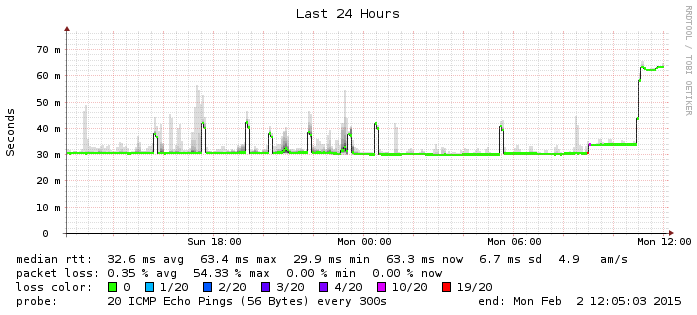 Last 24 Hours
RRDTOOL / TOBI OETIKER
Seconds
70 m
60 m
50 m
40 m
30 m
20 m
10 m
0
Sun 18:00 Mon 00:00 Mon 06:00 Mon 12:00
median rtt: 32.6 ms avg 63.4 ms max 29.9 ms min 63.3 ms now 6.7 ms sd 4.9 am/s
packet loss: 0.35 % avg 54.33 % max 0.00 % min 0.00 % now
loss color: 0 1/20 2/20 3/20 4/20 10/20 19/20
probe: 20 ICMP Echo Pings (56 Bytes) every 300s end: Mon Feb 2 12:05:03 2015